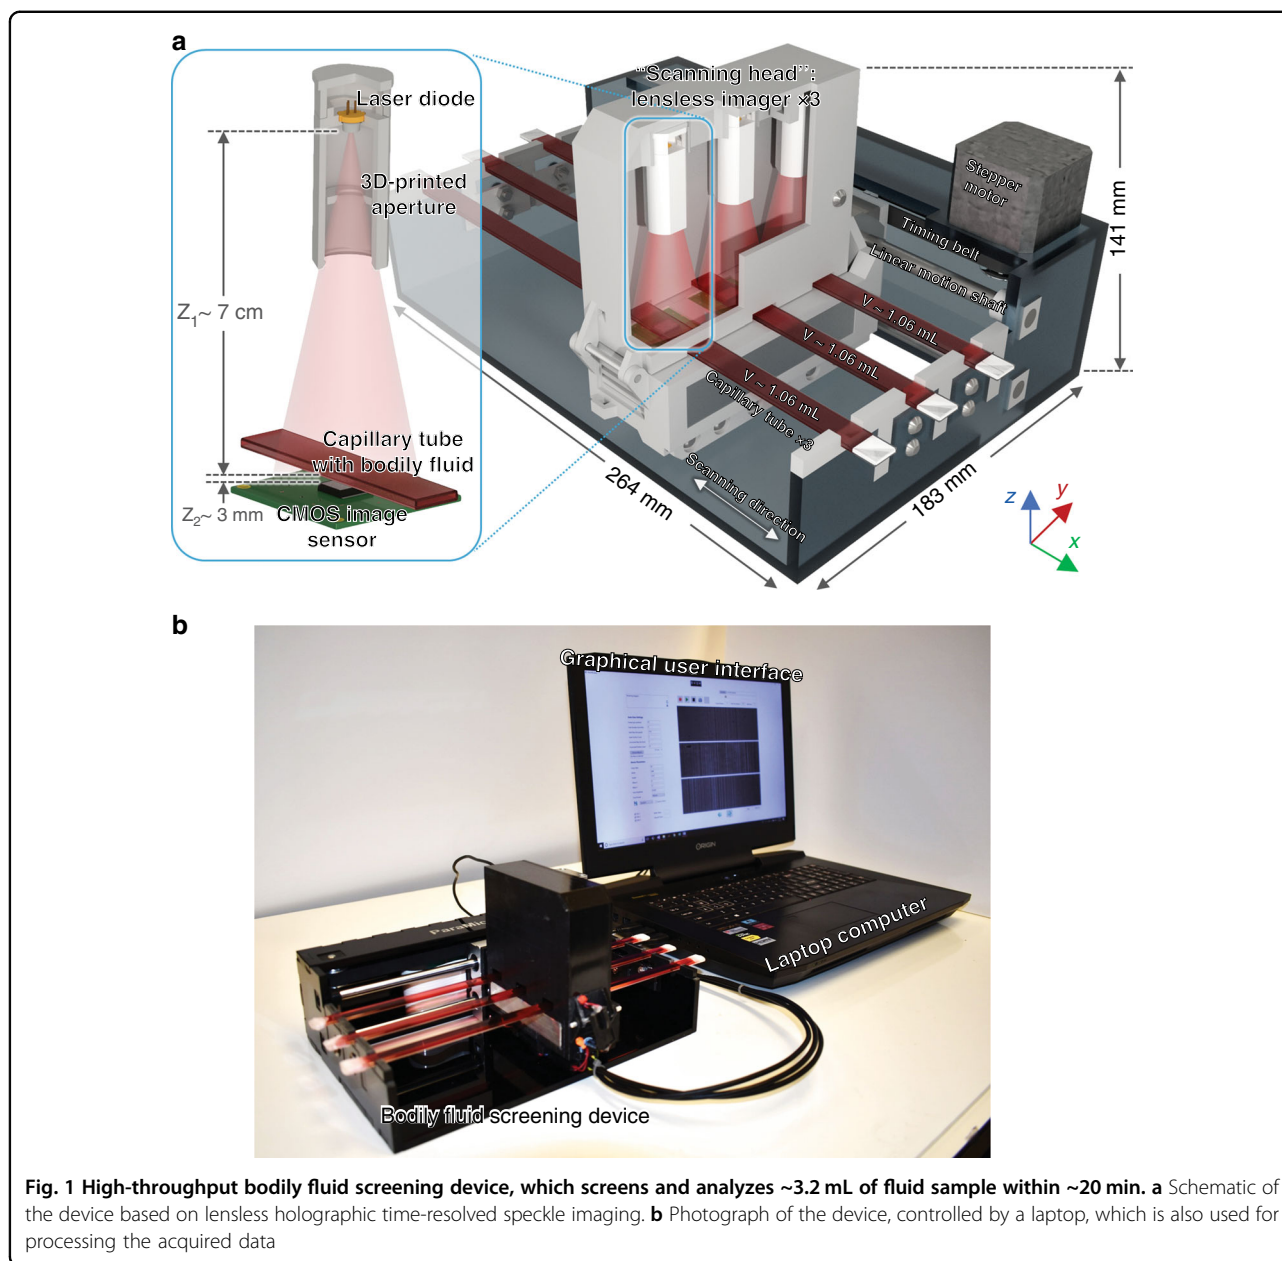 a
Laser diode
3D-printed
aperture
Z1~ 7 cm
Capillary tube
with bodily fluid
Z2~ 3 mm
CMOS image
sensor
"Scanning head":
lensless imager ×3
Stepper
motor
Timing belt
Linear motion shaft
V ~ 1.06 mL
V ~ 1.06 mL
V ~ 1.06 mL
Capillary tube ×3
Scanning direction
141 mm
264 mm
183 mm
z
y
x
b
Graphical user interface
ORIGIN
Laptop computer
Bodily fluid screening device
Fig. 1 High-throughput bodily fluid screening device, which screens and analyzes ~3.2 mL of fluid sample within ~20 min. a Schematic of
the device based on lensless holographic time-resolved speckle imaging. b Photograph of the device, controlled by a laptop, which is also used for
processing the acquired data